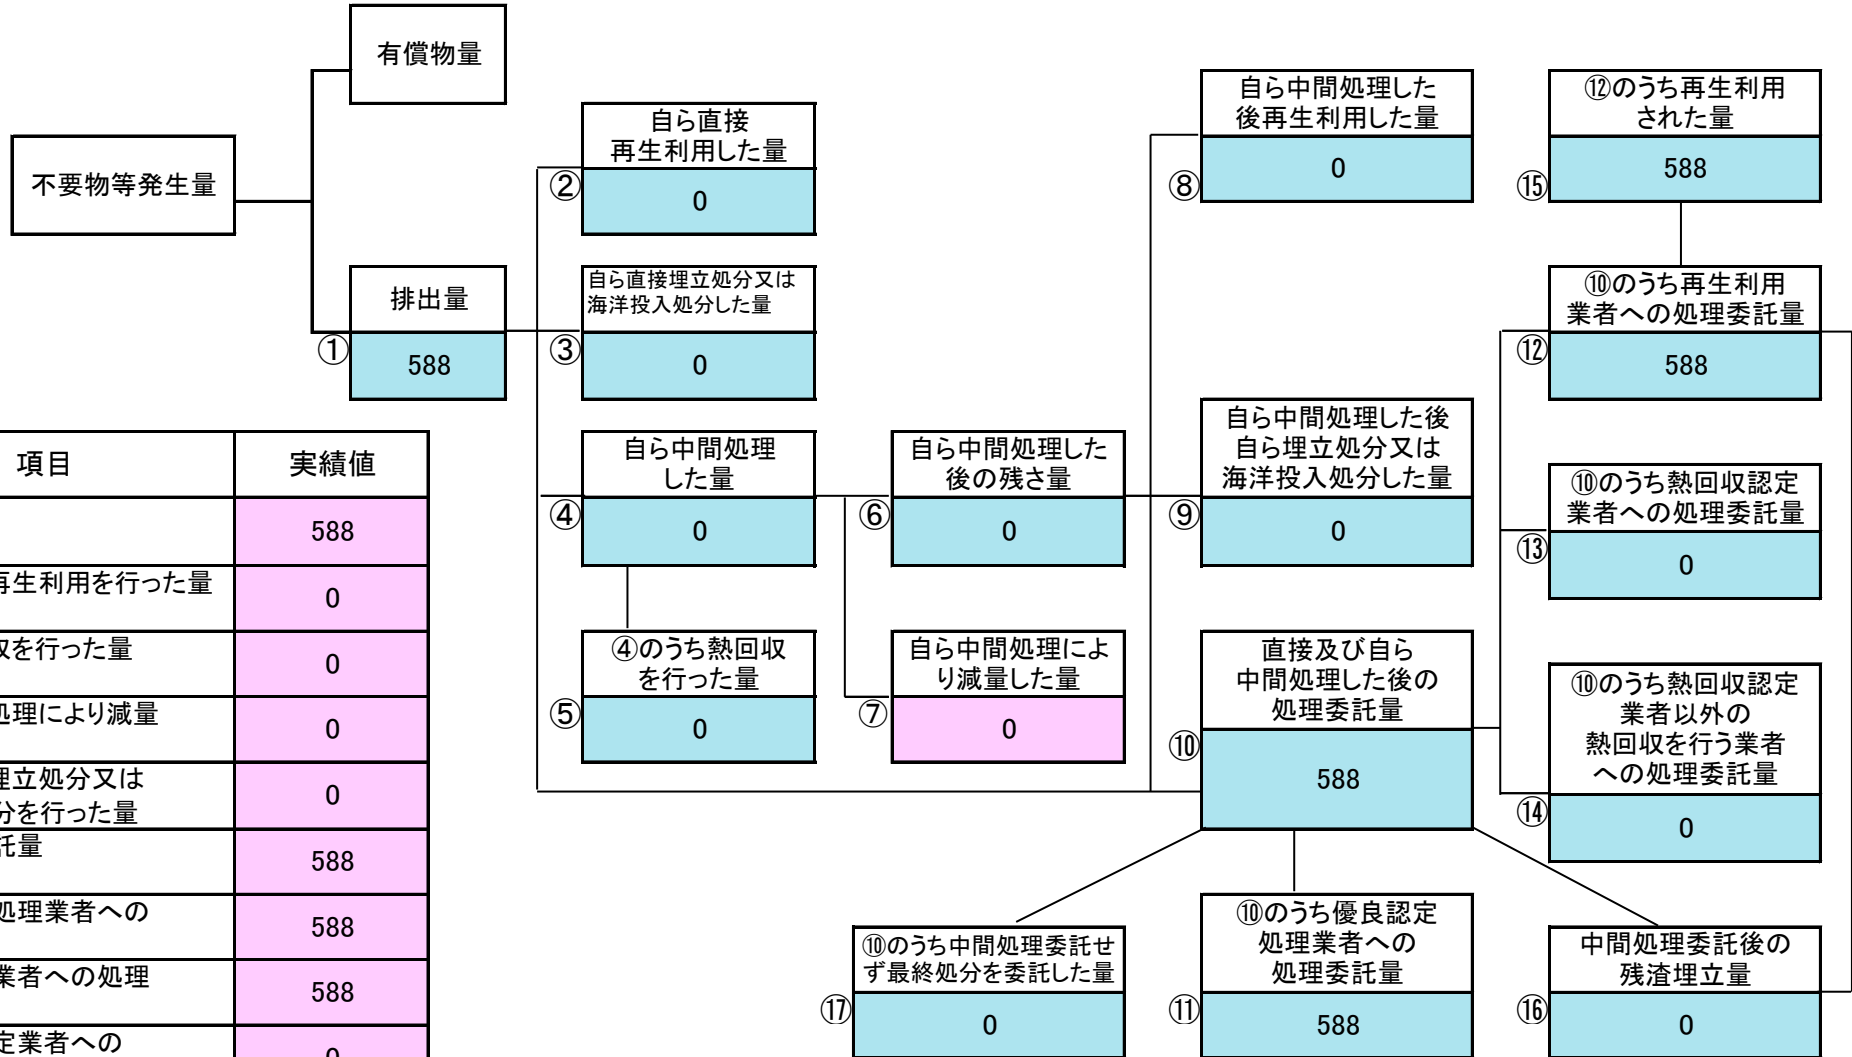 有償物量
不要物等発生量
排出量
①
588
自ら直接
再生利用した量
②
0
自ら直接埋立処分又は
海洋投入処分した量
③
0
自ら中間処理
した量
④
0
④のうち熱回収
を行った量
⑤
0
自ら中間処理した
後の残さ量
⑥
0
自ら中間処理によ
り減量した量
⑦
0
自ら中間処理した
後再生利用した量
⑧
0
自ら中間処理した後
自ら埋立処分又は
海洋投入処分した量
⑨
0
直接及び自ら
中間処理した後の
処理委託量
⑩
588
⑩のうち中間処理委託せ
ず最終処分を委託した量
⑰
0
⑩のうち優良認定
処理業者への
処理委託量
⑪
588
⑫のうち再生利用
された量
⑮
588
⑩のうち再生利用
業者への処理委託量
⑫
588
⑩のうち熱回収認定
業者への処理委託量
⑬
0
⑩のうち熱回収認定
業者以外の
熱回収を行う業者
への処理委託量
⑭
0
中間処理委託後の
残渣埋立量
⑯
0
項目 実績値
588
再生利用を行った量 0
収を行った量 0
処理により減量 0
埋立処分又は
分を行った量 0
託量 588
処理業者への 588
業者への処理 588
定業者への 0